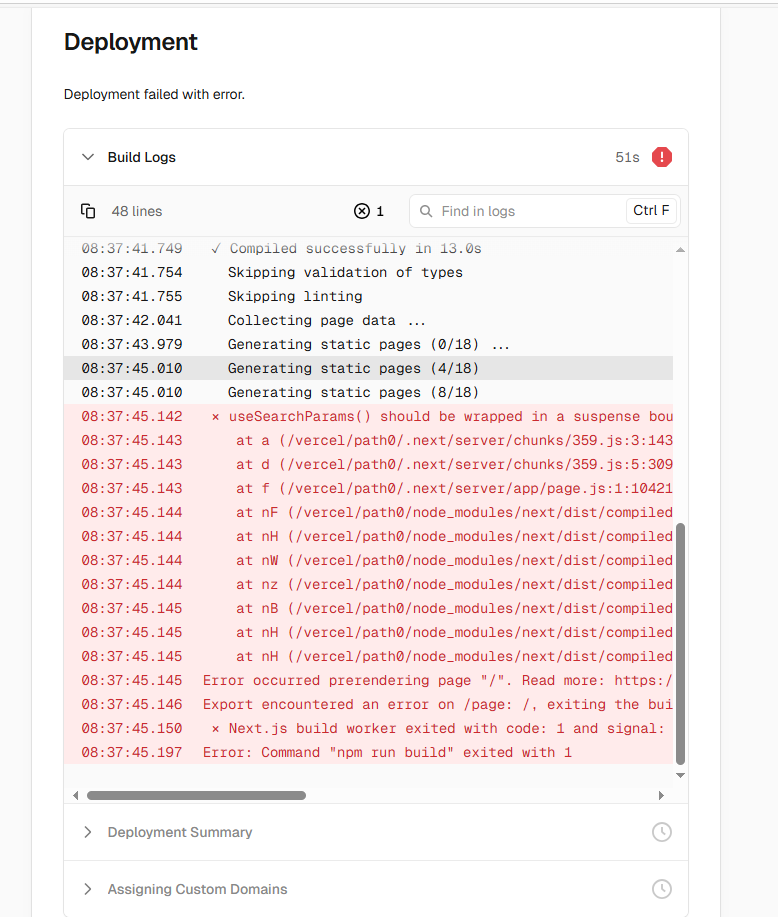 Deployment
Deployment failed with error.
Build Logs 51s
48 lines 1 Find in logs Ctrl F
08:37:41.749 ✓ Compiled successfully in 13.0s
08:37:41.754 Skipping validation of types
08:37:41.755 Skipping linting
08:37:42.041 Collecting page data ...
08:37:43.979 Generating static pages (0/18) ...
08:37:45.010 Generating static pages (4/18)
08:37:45.010 Generating static pages (8/18)
08:37:45.142 ⨯ useSearchParams() should be wrapped in a suspense bou
08:37:45.143 at a (/vercel/path0/.next/server/chunks/359.js:3:143
08:37:45.143 at d (/vercel/path0/.next/server/chunks/359.js:5:309
08:37:45.143 at f (/vercel/path0/.next/server/app/page.js:1:10421
08:37:45.144 at nF (/vercel/path0/node_modules/next/dist/compiled
08:37:45.144 at nH (/vercel/path0/node_modules/next/dist/compiled
08:37:45.144 at nW (/vercel/path0/node_modules/next/dist/compiled
08:37:45.144 at nz (/vercel/path0/node_modules/next/dist/compiled
08:37:45.145 at nB (/vercel/path0/node_modules/next/dist/compiled
08:37:45.145 at nH (/vercel/path0/node_modules/next/dist/compiled
08:37:45.145 at nH (/vercel/path0/node_modules/next/dist/compiled
08:37:45.145 Error occurred prerendering page "/". Read more: https:/
08:37:45.146 Export encountered an error on /page: /, exiting the bui
08:37:45.150 ⨯ Next.js build worker exited with code: 1 and signal:
08:37:45.197 Error: Command "npm run build" exited with 1
Deployment Summary
Assigning Custom Domains